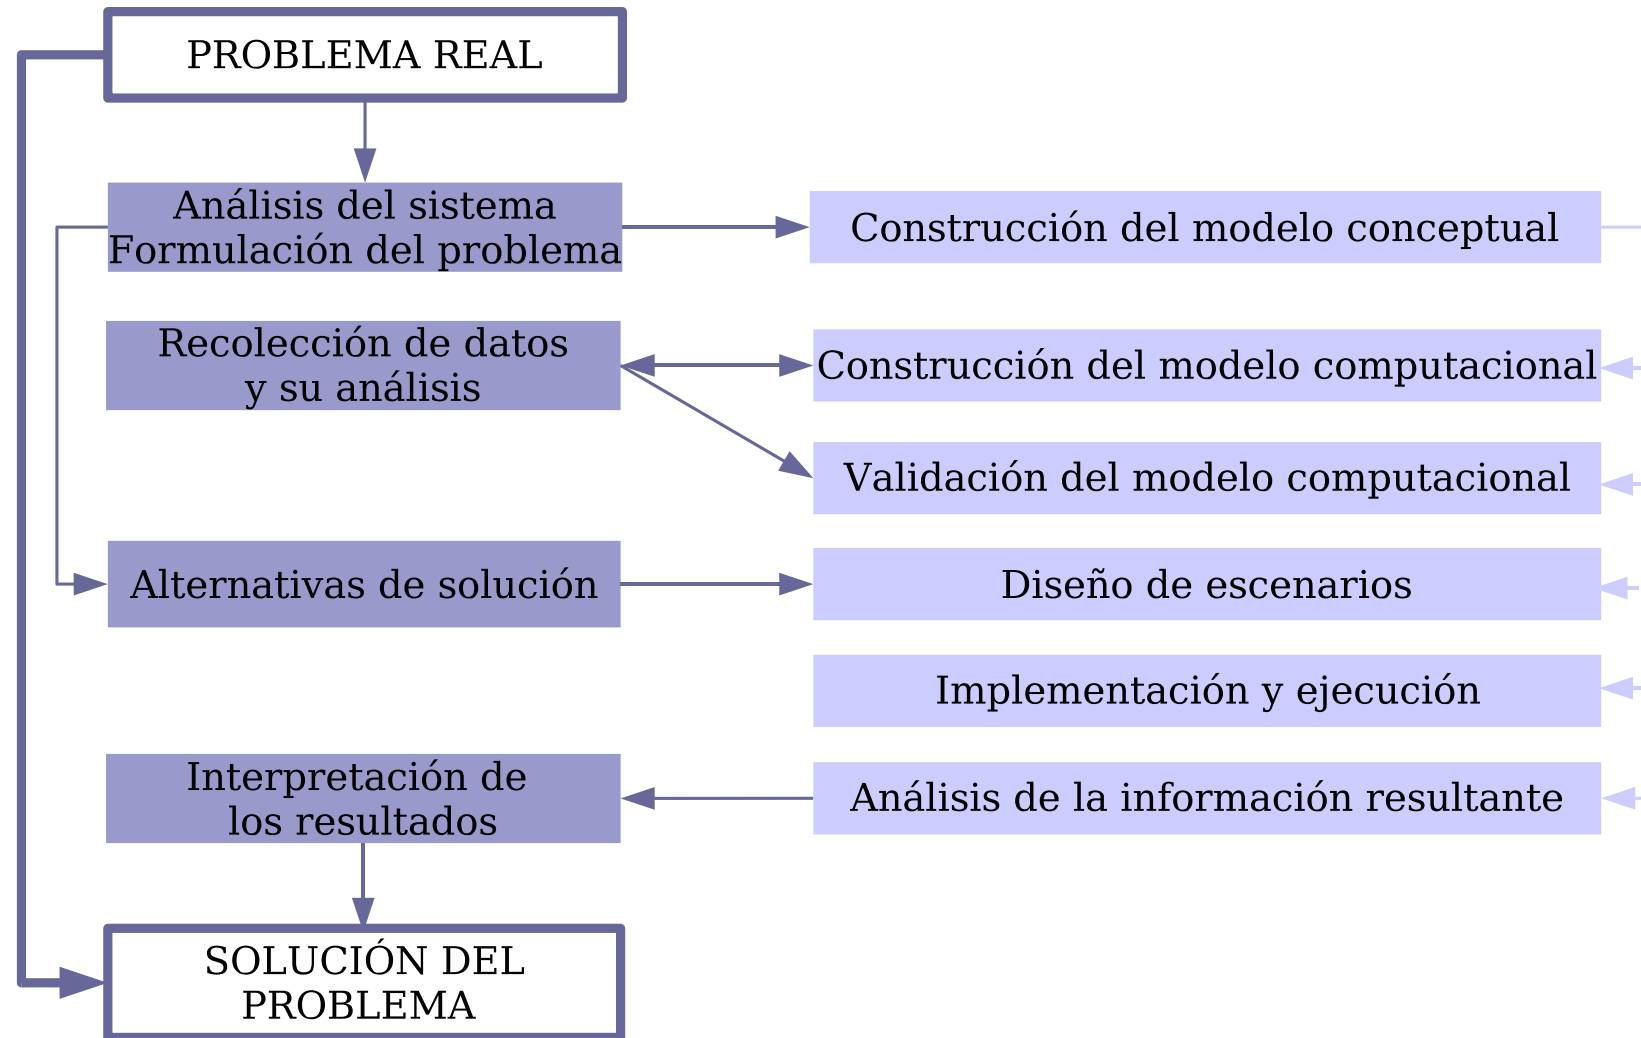 PROBLEMA REAL
Análisis del sistema
Formulación del problema
Construcción del modelo conceptual
Recolección de datos
y su análisis
Construcción del modelo computacional
Validación del modelo computacional
Alternativas de solución
Diseño de escenarios
Implementación y ejecución
Interpretación de
los resultados
Análisis de la información resultante
SOLUCIÓN DEL
PROBLEMA